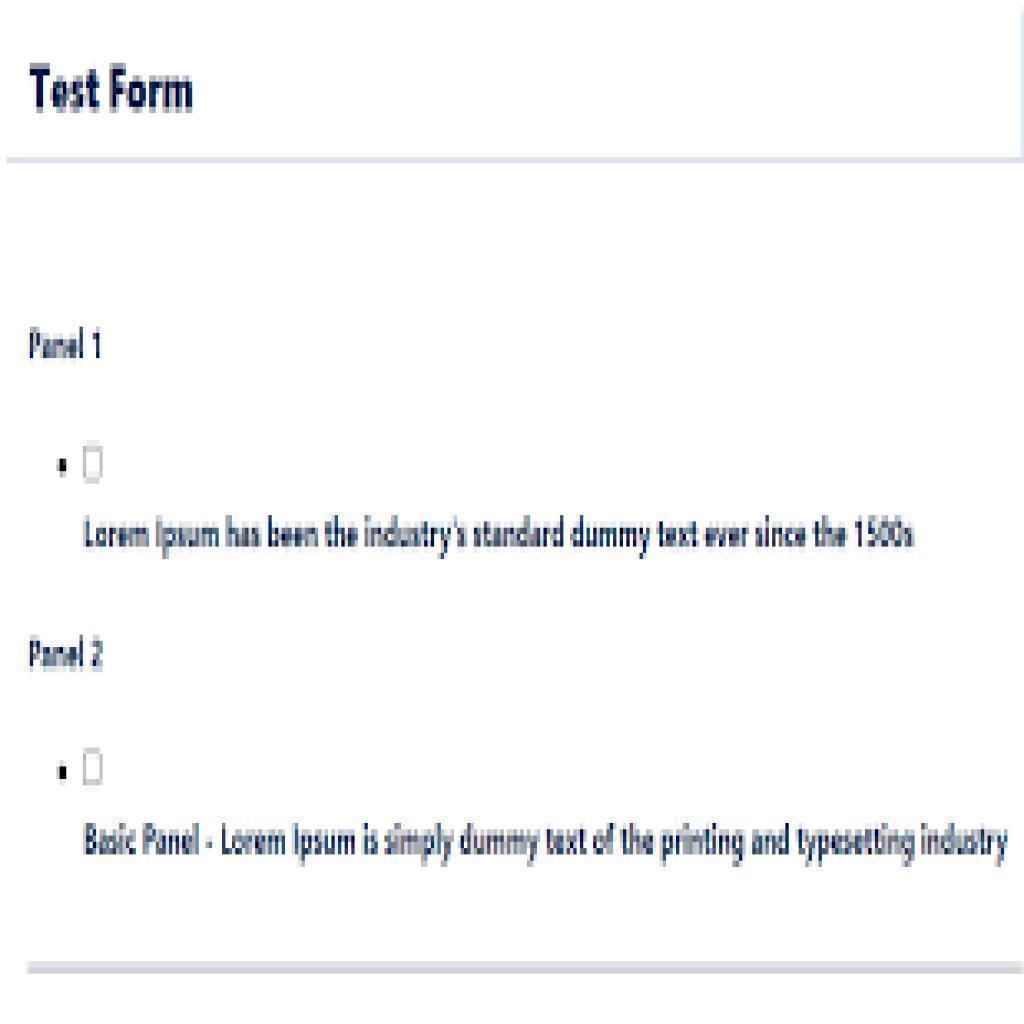 Test Form
Panel 1
Lorem Ipsum has been the industry's standard dummy text ever since the 1500s
Panel 2
Basic Panel - Lorem Ipsum is simply dummy text of the printing and typesetting industry